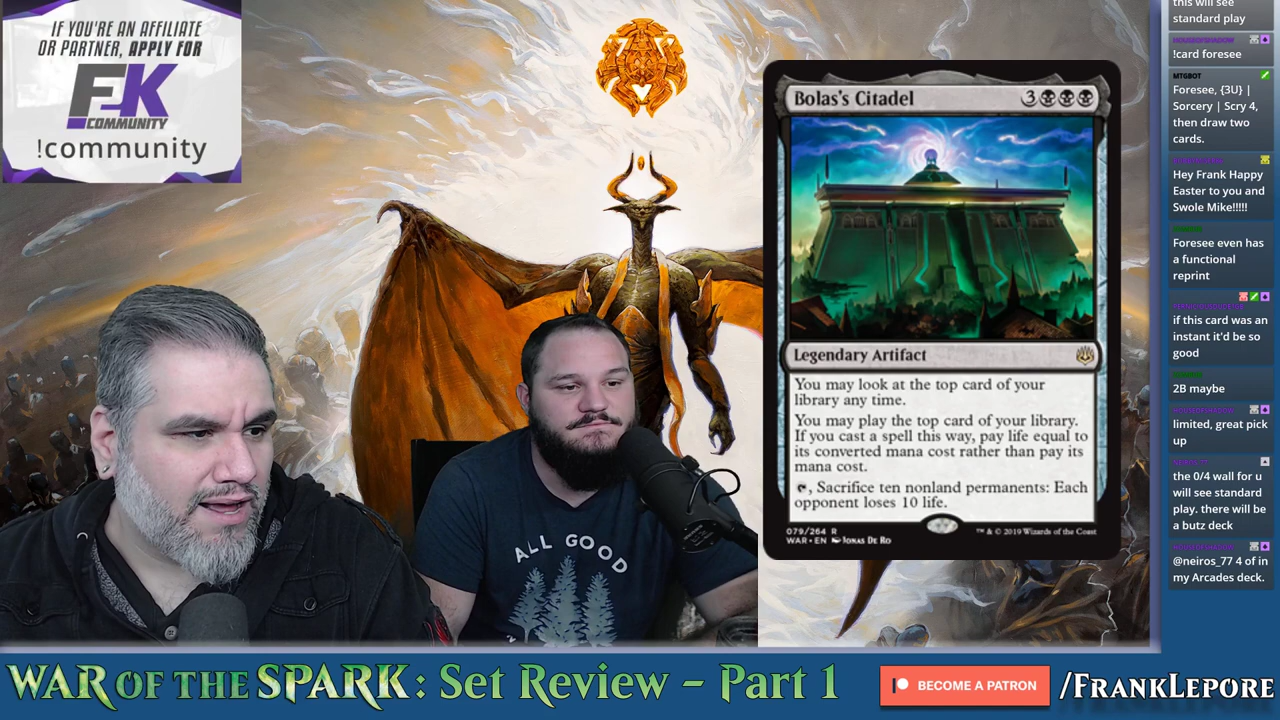 IF YOU'RE AN AFFILIATE
OR PARTNER, APPLY FOR
FK
COMMUNITY
!community
Bolas's Citadel
3
Legendary Artifact
You may look at the top card of your
library any time.
You may play the top card of your library.
If you cast a spell this way, pay life equal to
its converted mana cost rather than pay its
mana cost.
, Sacrifice ten nonland permanents: Each
opponent loses 10 life.
079/264 R
WAR • EN JONAS DE RO
™ & © 2019 Wizards of the Coast
ALL GOOD
this will see
standard play
HOUSEOFSHADOW
!card foresee
MTGBOT
Foresee, {3U} |
Sorcery | Scry 4,
then draw two
cards.
Hey Frank Happy
Easter to you and
Swole Mike!!!!!
Foresee even has
a functional
reprint
if this card was an
instant it'd be so
good
2B maybe
HOUSEOFSHADOW
limited, great pick
up
NEIROS_77
the 0/4 wall for u
will see standard
play. there will be
a butz deck
HOUSEOFSHADOW
@neiros_77 4 of in
my Arcades deck.
WAR OF THE SPARK: Set Review - Part 1
BECOME A PATRON
/FRANKLEPORE